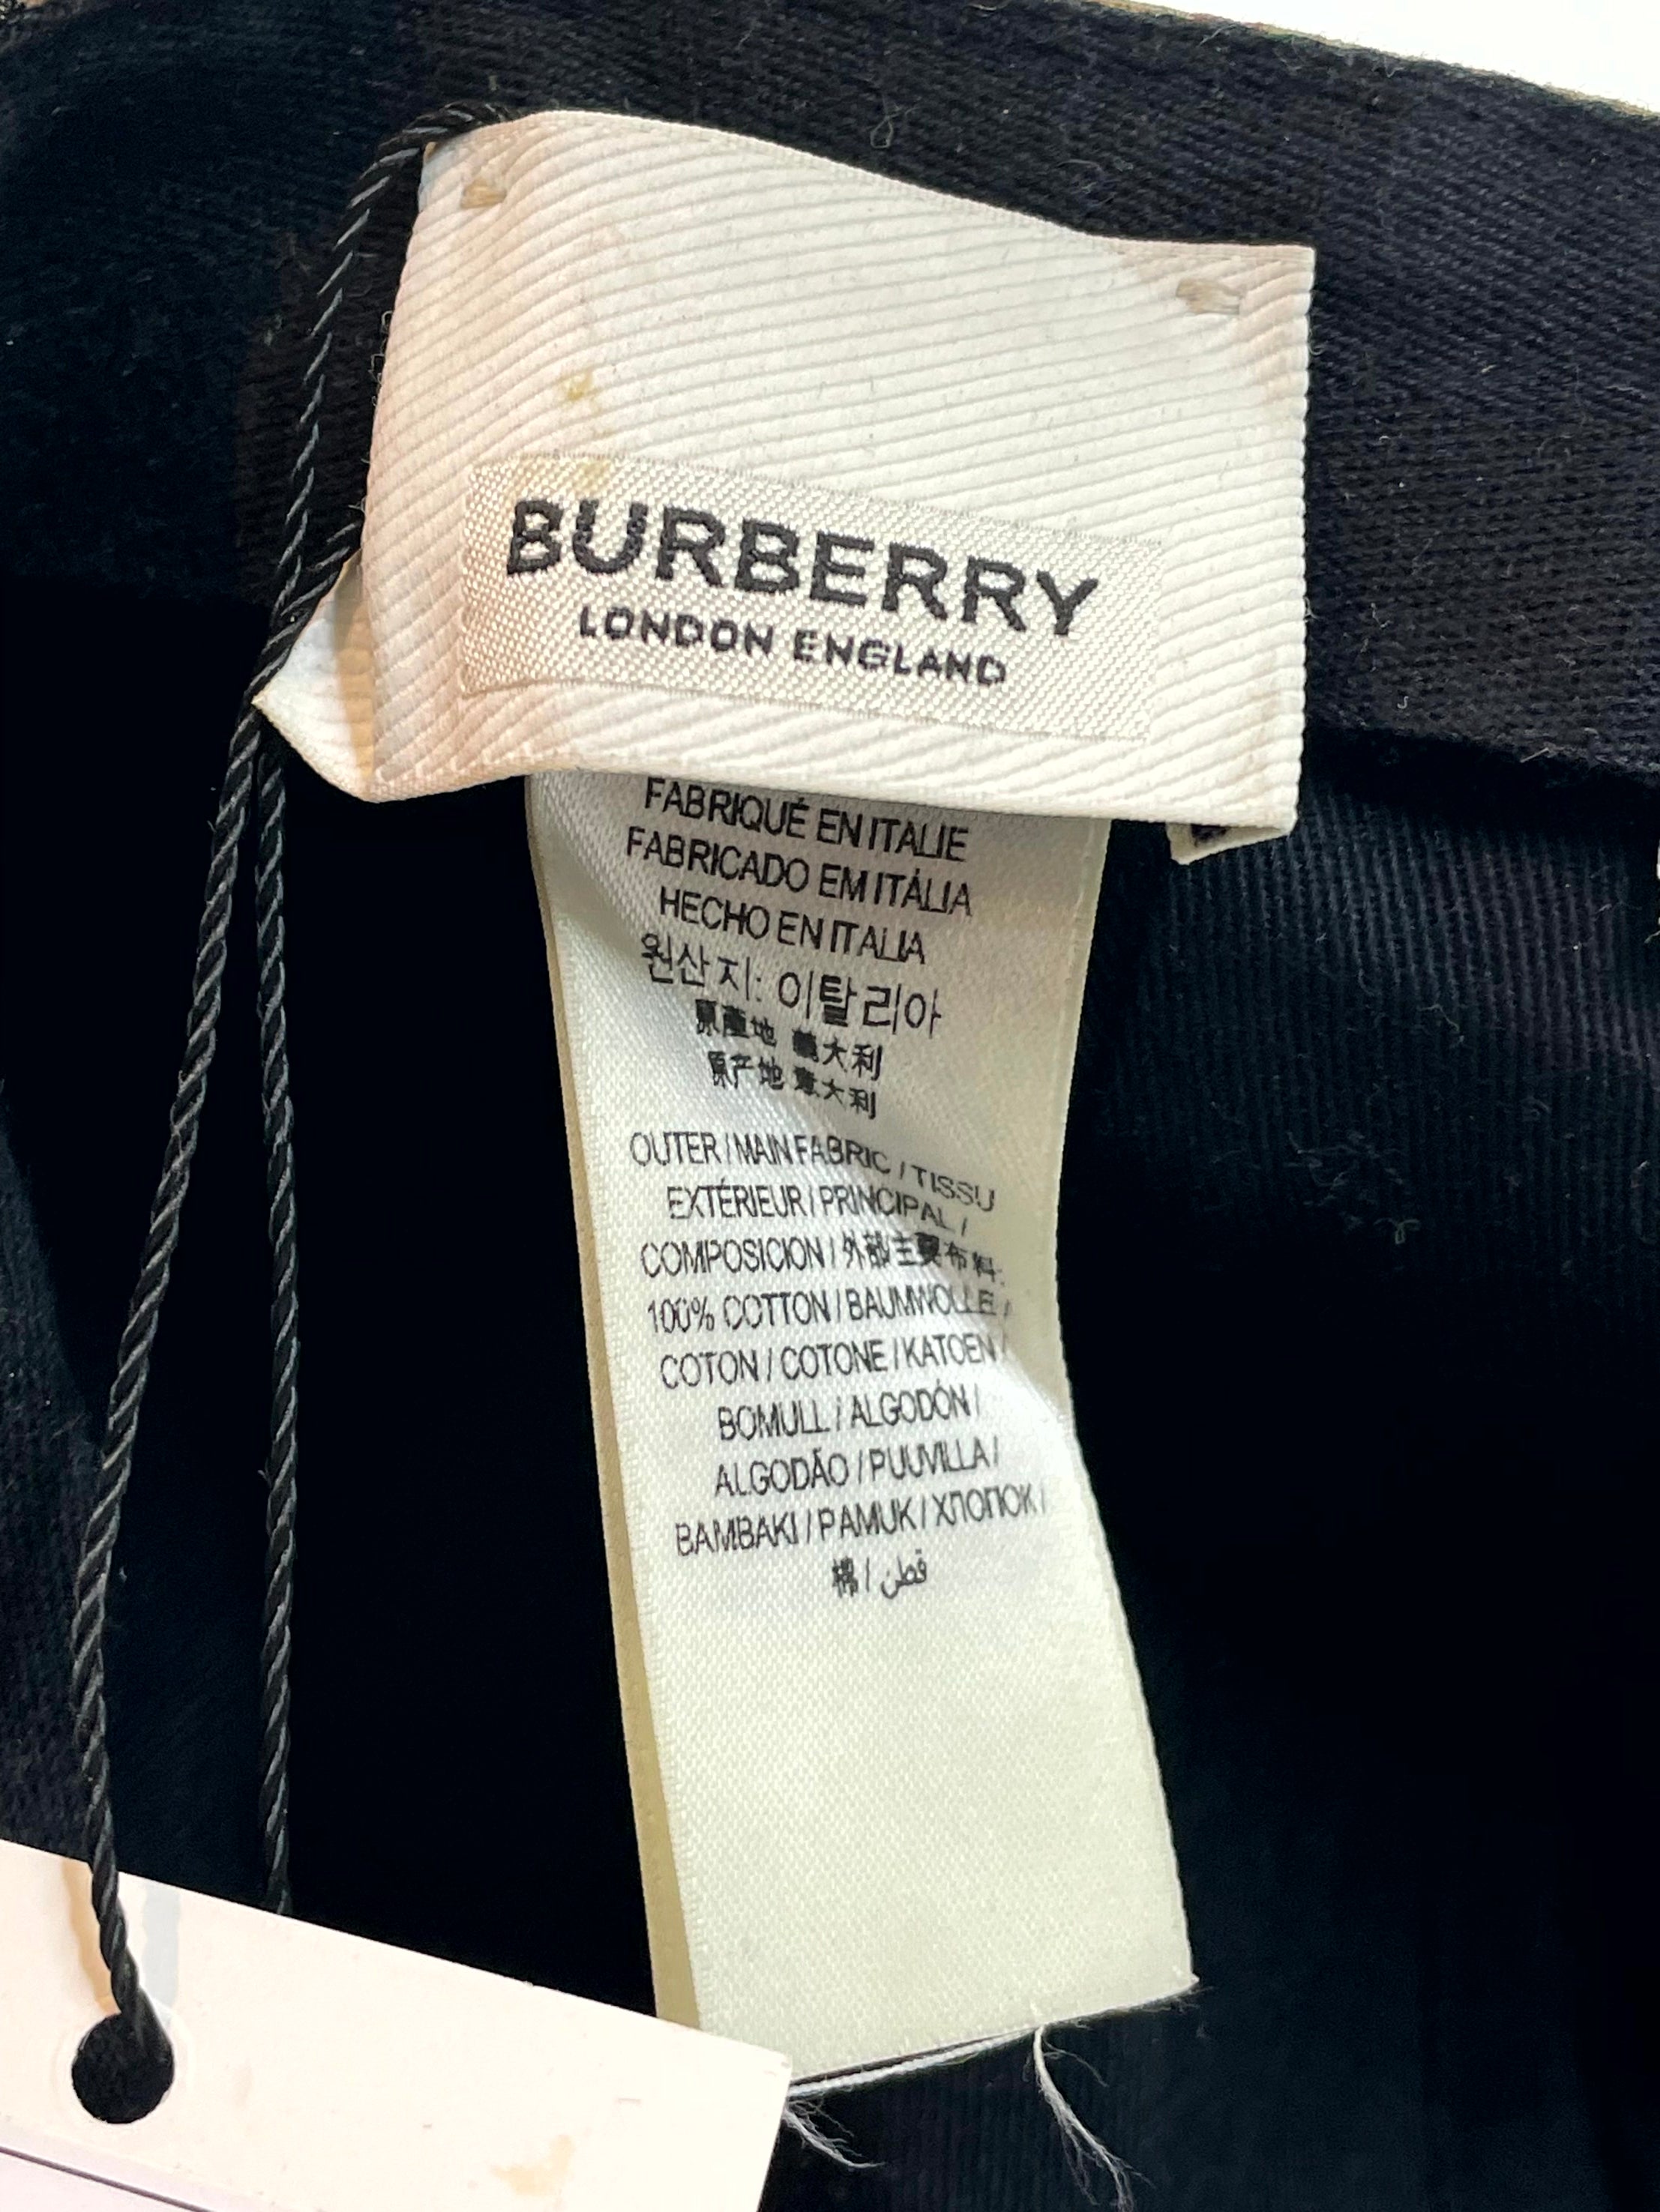 BURBERRY
LONDON ENGLAND
FABRIQUÉ EN ITALIE
FABRICADO EM ITÁLIA
HECHO EN ITALIA
원산지: 이탈리아
原產地 義大利
原产地 意大利
OUTER / MAIN FABRIC / TISSU
EXTÉRIEUR / PRINCIPAL /
COMPOSICION / 外部主要布料:
100% COTTON / BAUMWOLLE /
COTON / COTONE / KATOEN /
BOMULL / ALGODÓN /
ALGODÃO / PUUVILLA /
BAMBAKI / PAMUK / ХЛОПОК /
棉 / قطن